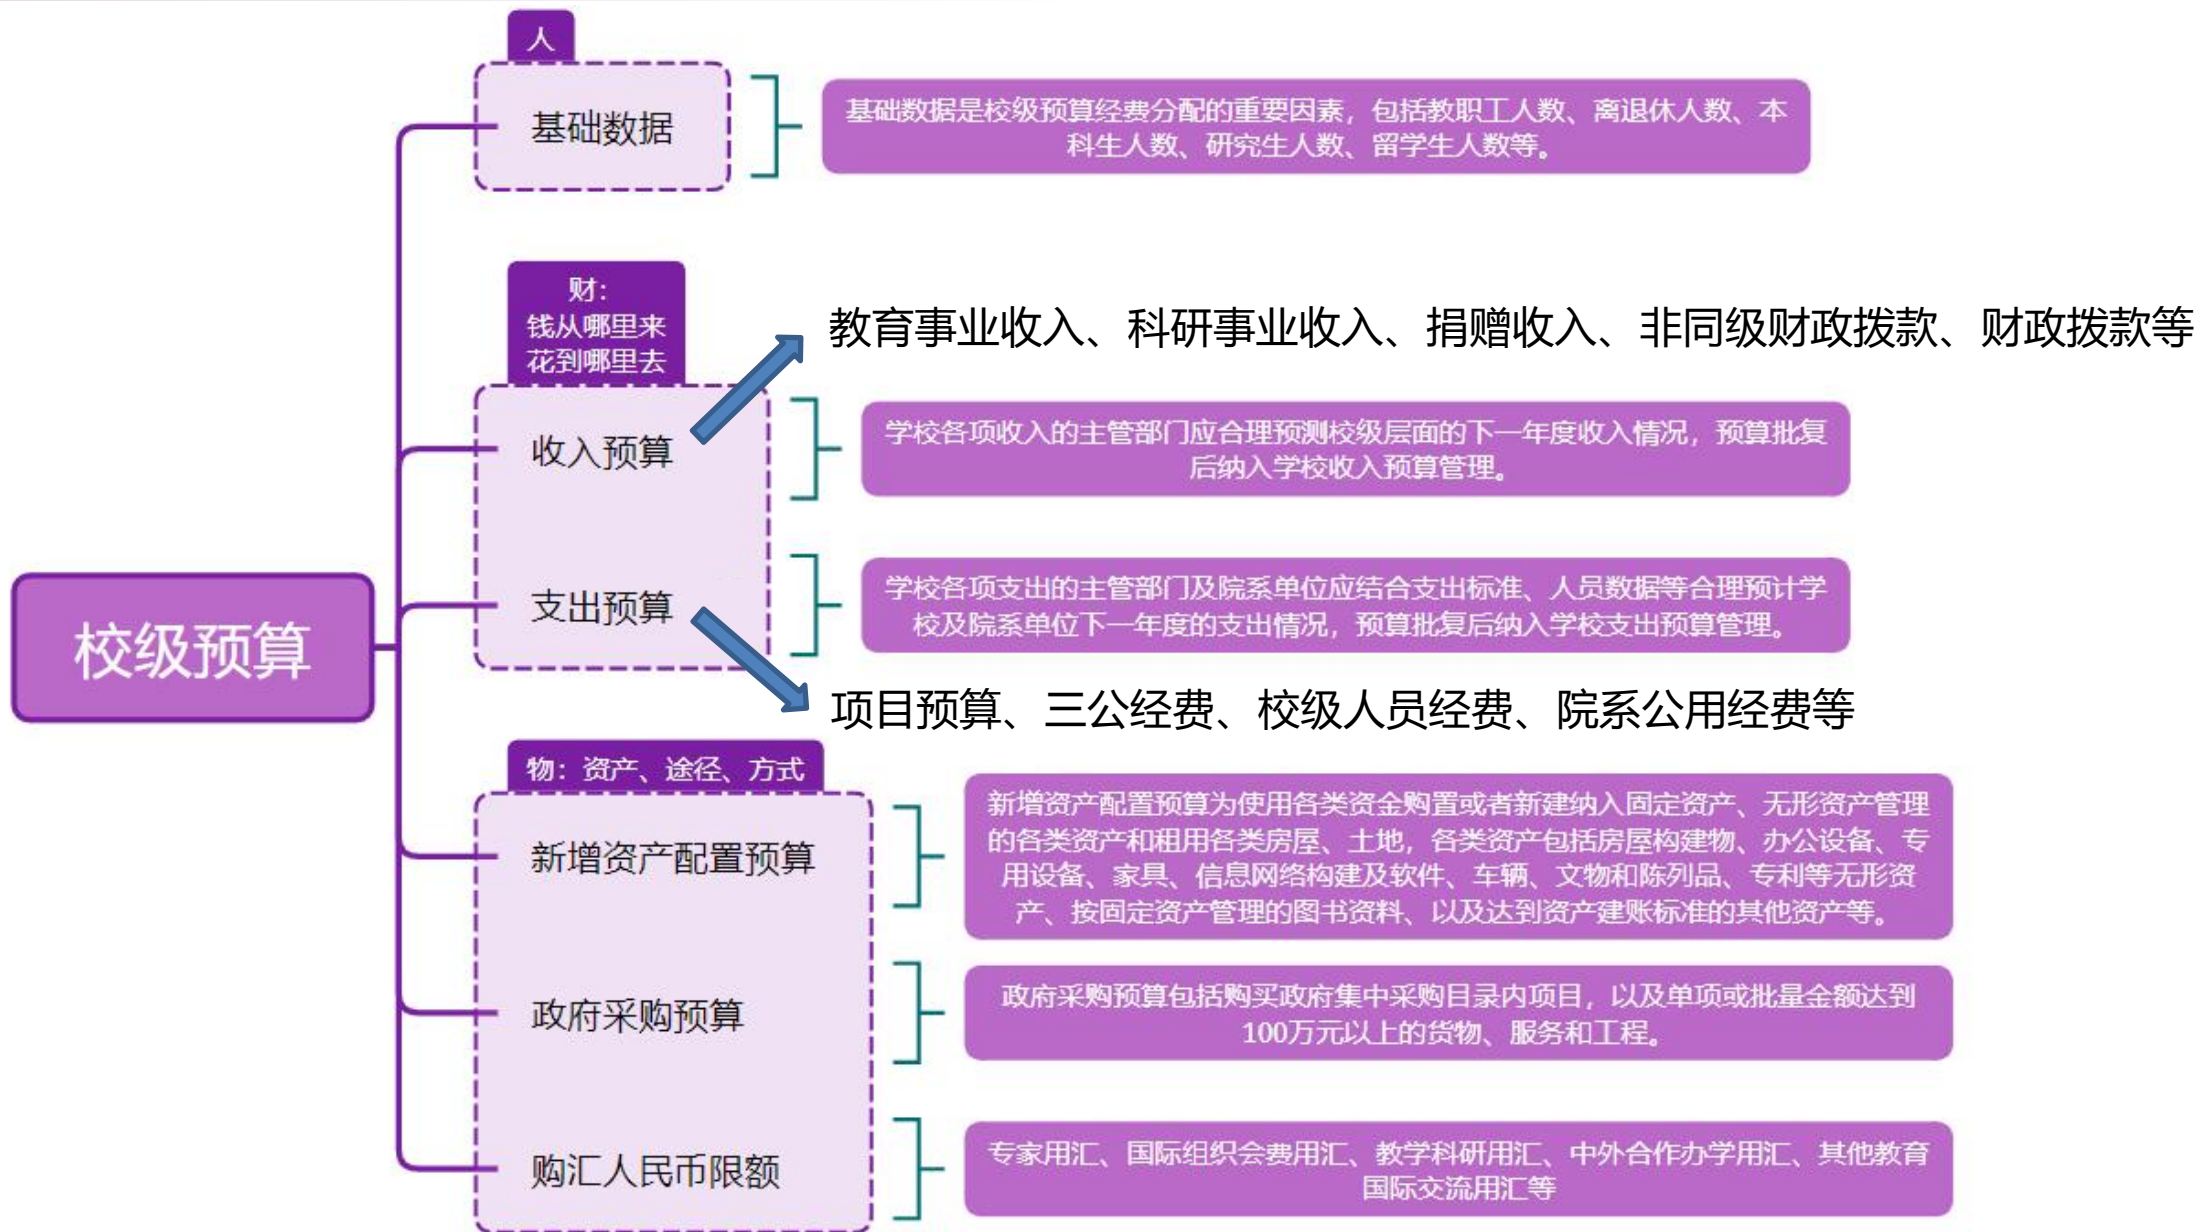 人
基础数据
基础数据是校级预算经费分配的重要因素，包括教职工人数、离退休人数、本
科生人数、研究生人数、留学生人数等。
财：
钱从哪里来
花到哪里去
教育事业收入、科研事业收入、捐赠收入、非同级财政拨款、财政拨款等
收入预算
学校各项收入的主管部门应合理预测校级层面的下一年度收入情况，预算批复
后纳入学校收入预算管理。
校级预算
支出预算
学校各项支出的主管部门及院系单位应结合支出标准、人员数据等合理预计学
校及院系单位下一年度的支出情况，预算批复后纳入学校支出预算管理。
项目预算、三公经费、校级人员经费、院系公用经费等
物：资产、途径、方式
新增资产配置预算
新增资产配置预算为使用各类资金购置或者新建纳入固定资产、无形资产管理
的各类资产和租用各类房屋、土地，各类资产包括房屋构建物、办公设备、专
用设备、家具、信息网络构建及软件、车辆、文物和陈列品、专利等无形资
产、按固定资产管理的图书资料、以及达到资产建账标准的其他资产等。
政府采购预算
政府采购预算包括购买政府集中采购目录内项目，以及单项或批量金额达到
100万元以上的货物、服务和工程。
购汇人民币限额
专家用汇、国际组织会费用汇、教学科研用汇、中外合作办学用汇、其他教育
国际交流用汇等